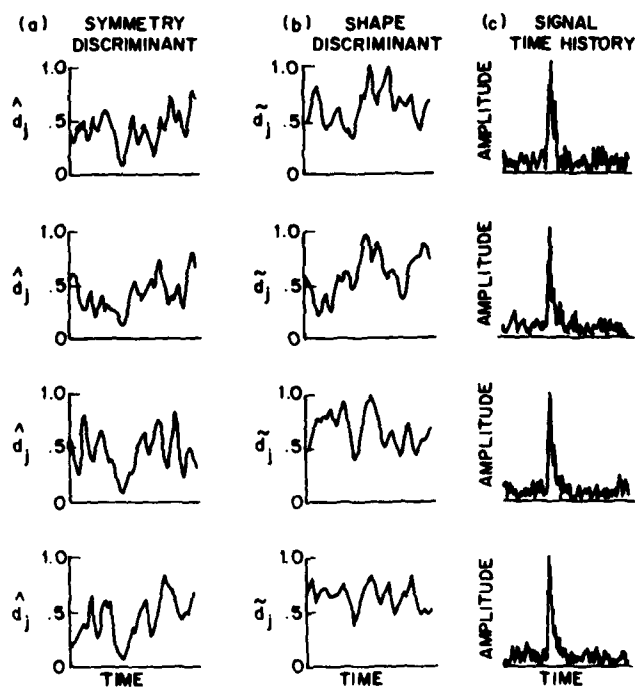 (a) SYMMETRY DISCRIMINANT
(b) SHAPE DISCRIMINANT
(c) SIGNAL TIME HISTORY
1.0
d̂j .5
0
1.0
d̃j .5
0
AMPLITUDE
1.0
d̂j .5
0
1.0
d̃j .5
0
AMPLITUDE
1.0
d̂j .5
0
1.0
d̃j .5
0
AMPLITUDE
1.0
d̂j .5
0
1.0
d̃j .5
0
AMPLITUDE
TIME
TIME
TIME